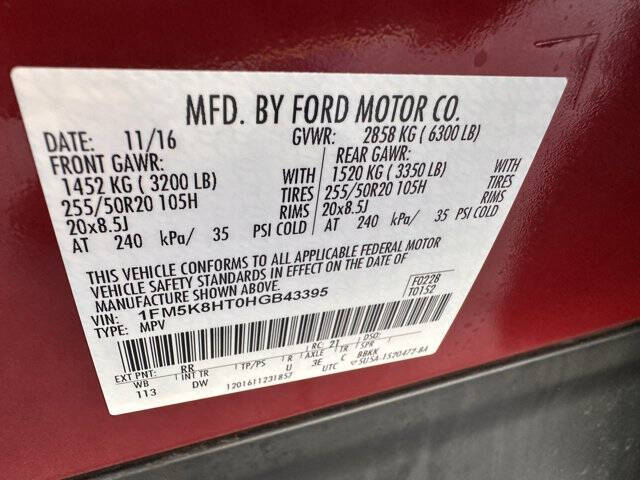 MFD. BY FORD MOTOR CO.
DATE: 11/16 GVWR: 2858 KG ( 6300 LB)
FRONT GAWR: REAR GAWR:
1452 KG ( 3200 LB) WITH 1520 KG ( 3350 LB) WITH
255/50R20 105H TIRES 255/50R20 105H TIRES
20x8.5J RIMS 20x8.5J RIMS
AT 240 kPa/ 35 PSI COLD AT 240 kPa/ 35 PSI COLD
THIS VEHICLE CONFORMS TO ALL APPLICABLE FEDERAL MOTOR
VEHICLE SAFETY STANDARDS IN EFFECT ON THE DATE OF
MANUFACTURE SHOWN ABOVE.
VIN: 1FM5K8HT0HGB43395 F0228
TYPE: MPV T0152
EXT PNT: RR RC: 21 DSO:
WB INT TR TP/PS R AXLE TR SPR
113 DW U 3E C BBKK
1201611231857 UTC 5U5A-1520472-BA